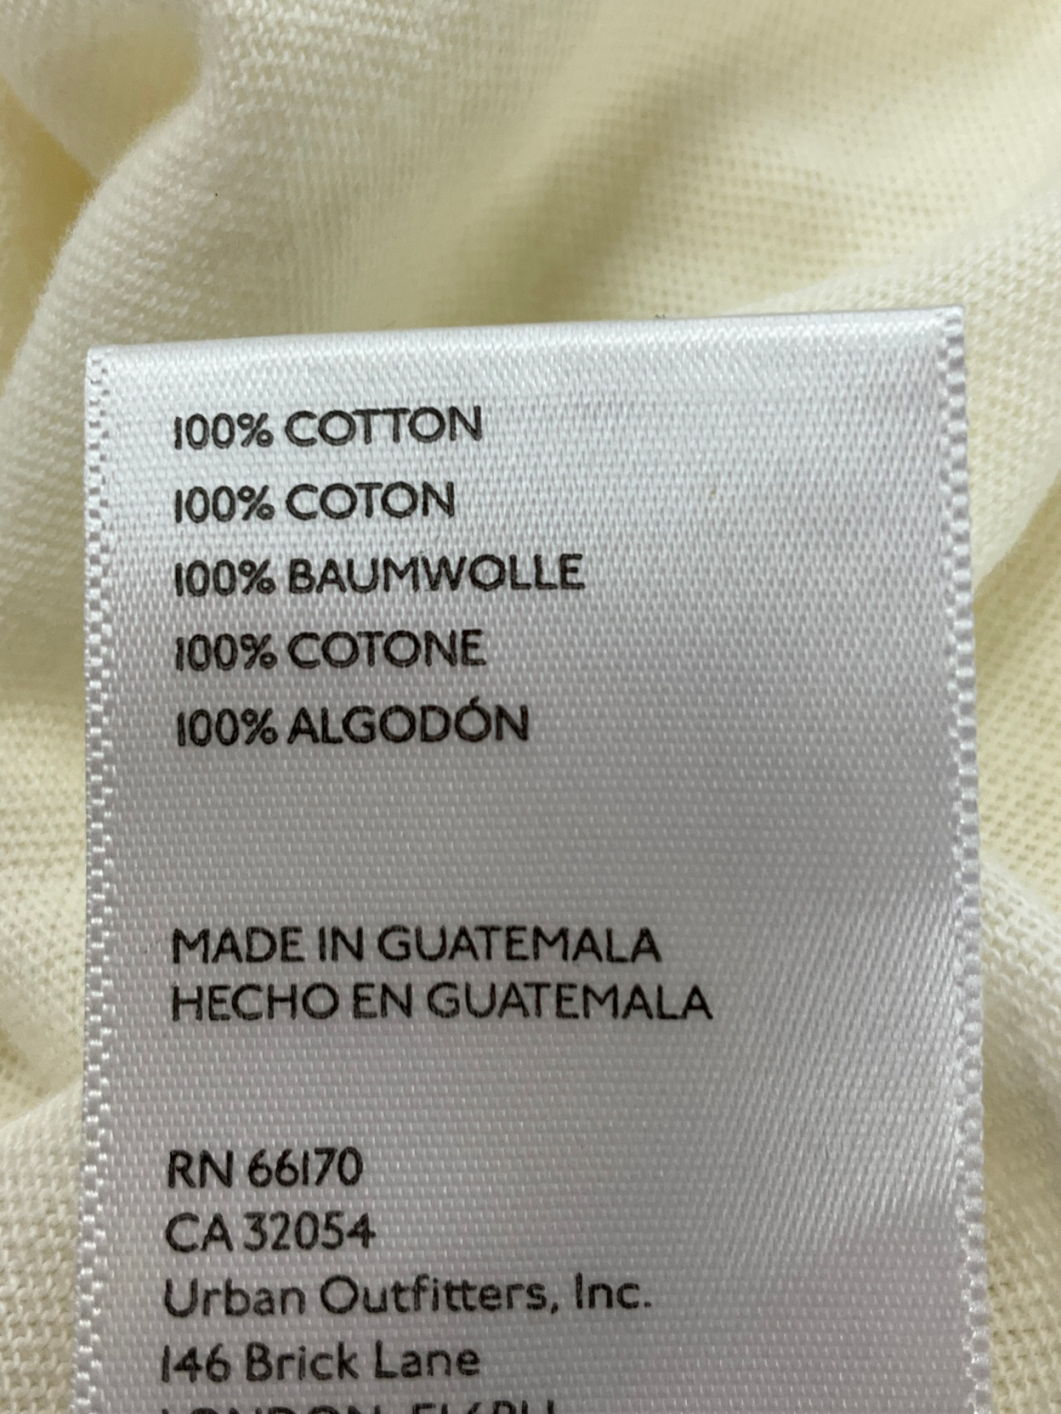 100% COTTON
100% COTON
100% BAUMWOLLE
100% COTONE
100% ALGODÓN
MADE IN GUATEMALA
HECHO EN GUATEMALA
RN 66170
CA 32054
Urban Outfitters, Inc.
146 Brick Lane
LONDON